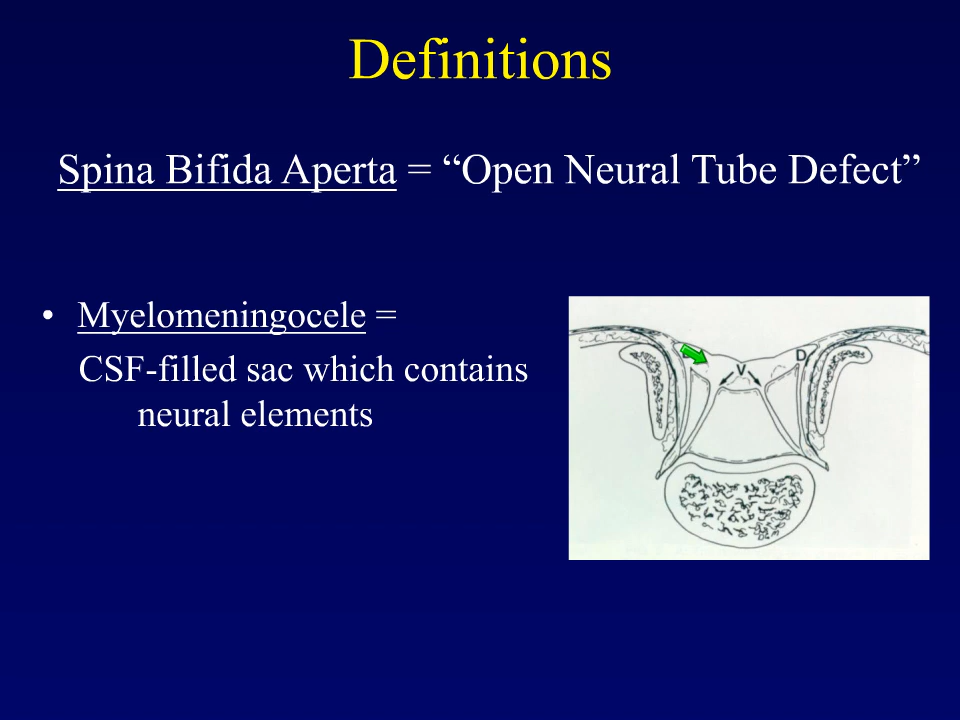 Definitions
Spina Bifida Aperta = “Open Neural Tube Defect”
• Myelomeningocele =
CSF-filled sac which contains
neural elements
V
D